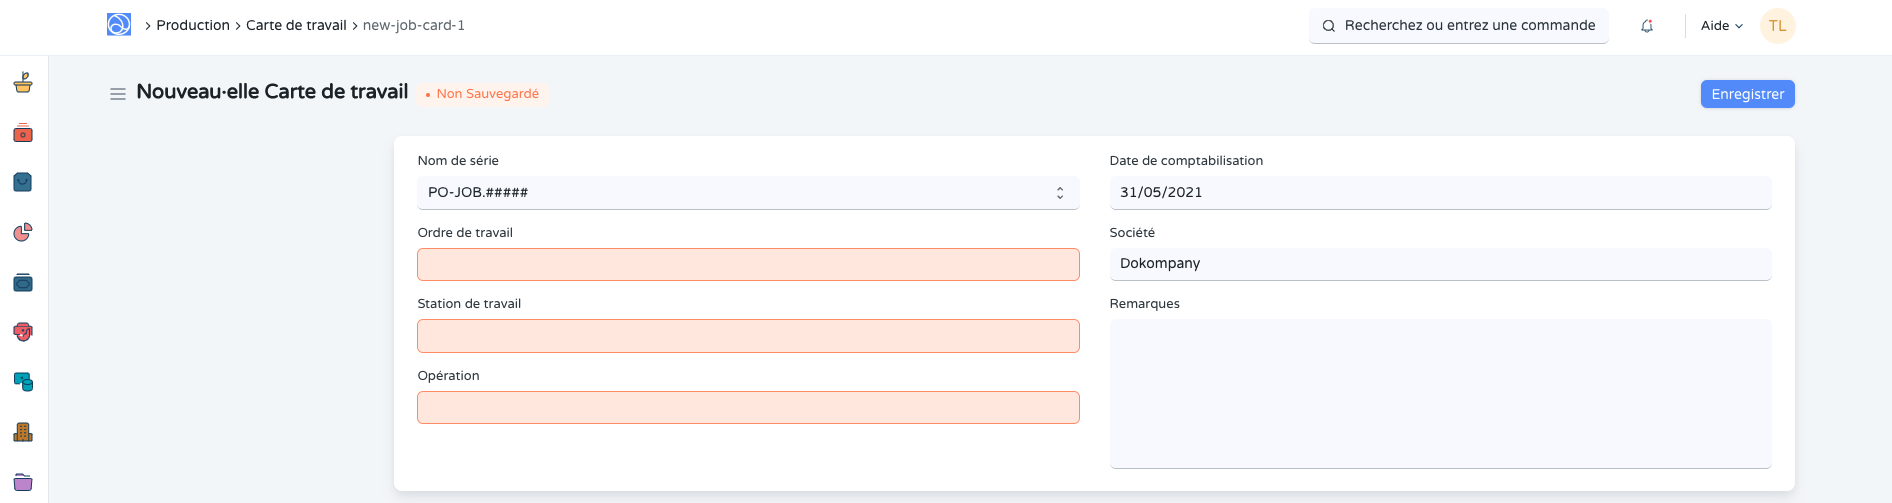 Production Carte de travail new-job-card-1
Recherchez ou entrez une commande
Aide
TL
Nouveau·elle Carte de travail
Non Sauvegardé
Enregistrer
Nom de série
PO-JOB.#####
Ordre de travail
Station de travail
Opération
Date de comptabilisation
31/05/2021
Société
Dokompany
Remarques